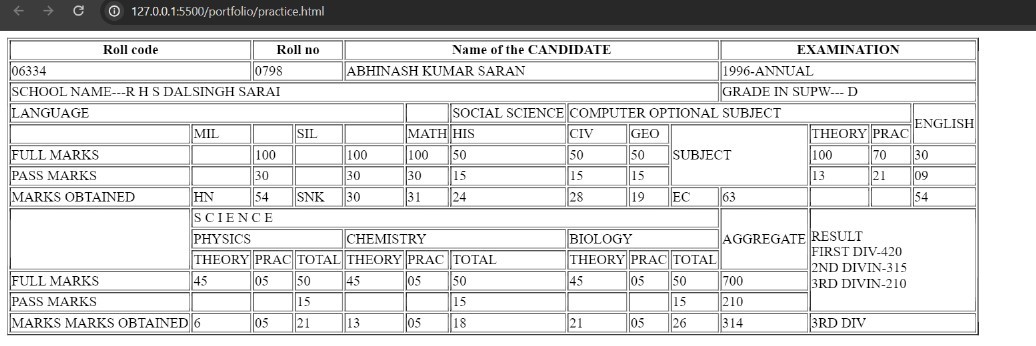 127.0.0.1:5500/portfolio/practice.html
Roll code Roll no Name of the CANDIDATE EXAMINATION
06334 0798 ABHINASH KUMAR SARAN 1996-ANNUAL
SCHOOL NAME---R H S DALSINGH SARAI GRADE IN SUPW--- D
LANGUAGE SOCIAL SCIENCE COMPUTER OPTIONAL SUBJECT ENGLISH
MIL SIL MATH HIS CIV GEO SUBJECT THEORY PRAC
FULL MARKS 100 100 100 50 50 50 100 70 30
PASS MARKS 30 30 30 15 15 15 13 21 09
MARKS OBTAINED HN 54 SNK 30 31 24 28 19 EC 63 54
S C I E N C E AGGREGATE RESULT
FIRST DIV-420
2ND DIVIN-315
3RD DIVIN-210
PHYSICS CHEMISTRY BIOLOGY
THEORY PRAC TOTAL THEORY PRAC TOTAL THEORY PRAC TOTAL
FULL MARKS 45 05 50 45 05 50 45 05 50 700
PASS MARKS 15 15 15 210
MARKS MARKS OBTAINED 6 05 21 13 05 18 21 05 26 314 3RD DIV